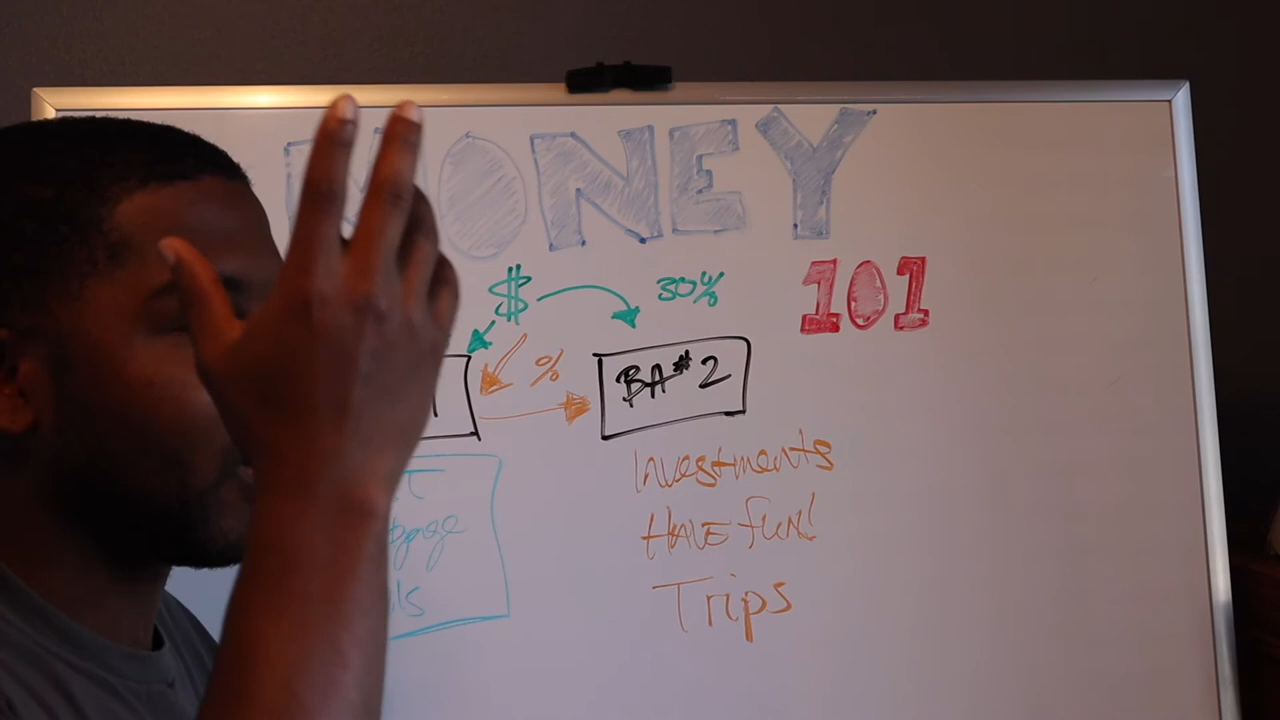 MONEY
101
$ 30%
%
BA#2
Investments
HAVE fUN!
Trips